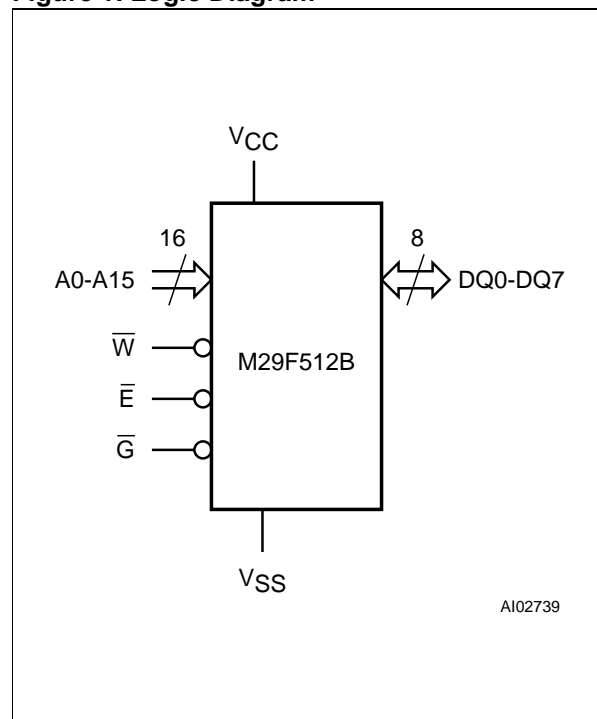 Figure 1. Logic Diagram
VCC
16
8
A0-A15
DQ0-DQ7
W̅
M29F512B
E̅
G̅
VSS
AI02739